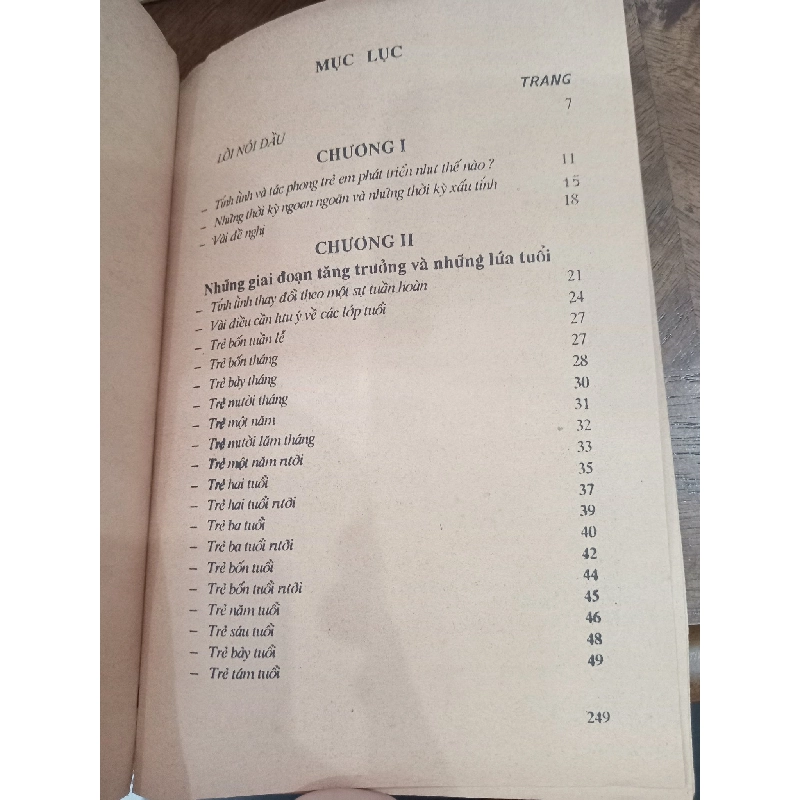 MỤC LỤC
TRANG
LỜI NÓI ĐẦU 7
CHƯƠNG I
– Tính tình và tác phong trẻ em phát triển như thế nào ? 11
– Những thời kỳ ngoan ngoãn và những thời kỳ xấu tính 15
– Vài đề nghị 18
CHƯƠNG II
Những giai đoạn tăng trưởng và những lứa tuổi
– Tính tình thay đổi theo một sự tuần hoàn 21
– Vài điều cần lưu ý về các lớp tuổi 24
– Trẻ bốn tuần lễ 27
– Trẻ bốn tháng 27
– Trẻ bảy tháng 28
– Trẻ mười tháng 30
– Trẻ một năm 31
– Trẻ mười lăm tháng 32
– Trẻ một năm rưỡi 33
– Trẻ hai tuổi 35
– Trẻ hai tuổi rưỡi 37
– Trẻ ba tuổi 39
– Trẻ ba tuổi rưỡi 40
– Trẻ bốn tuổi 42
– Trẻ bốn tuổi rưỡi 44
– Trẻ năm tuổi 45
– Trẻ sáu tuổi 46
– Trẻ bảy tuổi 48
– Trẻ tám tuổi 49
249